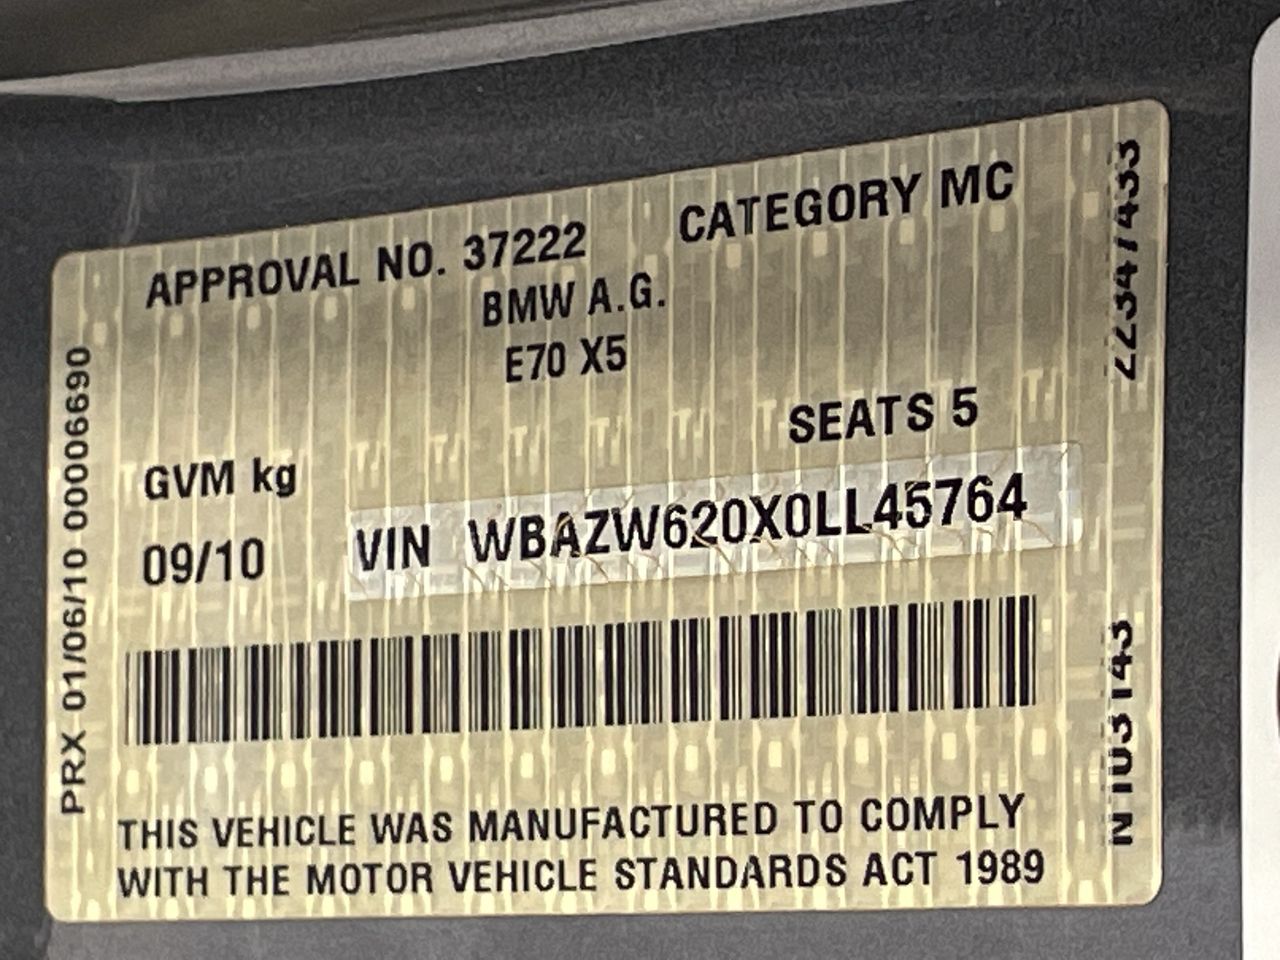 APPROVAL NO. 37222 CATEGORY MC
BMW A.G.
E70 X5
SEATS 5
GVM kg
09/10 VIN WBAZW620X0LL45764
THIS VEHICLE WAS MANUFACTURED TO COMPLY
WITH THE MOTOR VEHICLE STANDARDS ACT 1989
PRX 01/06/10 00006690